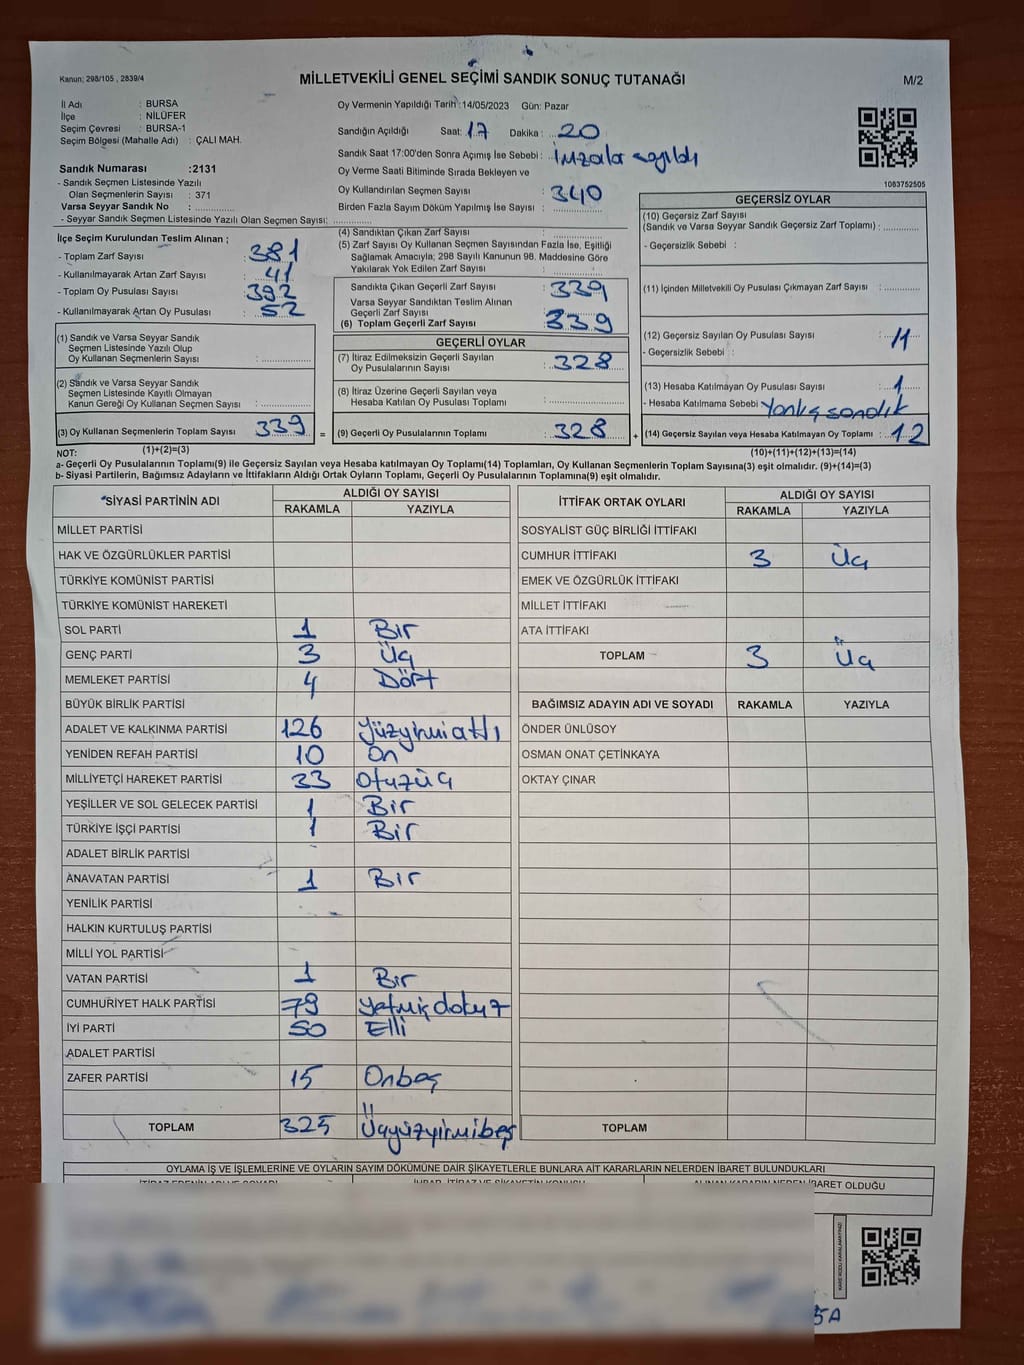 Kanun: 298/105 , 2839/4
MİLLETVEKİLİ GENEL SEÇİMİ SANDIK SONUÇ TUTANAĞI
M/2
İl Adı : BURSA
İlçe : NİLÜFER
Seçim Çevresi : BURSA-1
Seçim Bölgesi (Mahalle Adı) : ÇALI MAH.
Sandık Numarası :2131
- Sandık Seçmen Listesinde Yazılı
Olan Seçmenlerin Sayısı : 371
Varsa Seyyar Sandık No :
- Seyyar Sandık Seçmen Listesinde Yazılı Olan Seçmen Sayısı:
Oy Vermenin Yapıldığı Tarih :14/05/2023 Gün: Pazar
Sandığın Açıldığı Saat: 17 Dakika : 20
Sandık Saat 17:00'den Sonra Açımış İse Sebebi : İmzalar sayıldı
Oy Verme Saati Bitiminde Sırada Bekleyen ve
Oy Kullandırılan Seçmen Sayısı : 340
Birden Fazla Sayım Döküm Yapılmış İse Sayısı :
1083752505
İlçe Seçim Kurulundan Teslim Alınan ;
- Toplam Zarf Sayısı : 381
- Kullanılmayarak Artan Zarf Sayısı : 41
- Toplam Oy Pusulası Sayısı : 392
- Kullanılmayarak Artan Oy Pusulası : 52
(1) Sandık ve Varsa Seyyar Sandık
Seçmen Listesinde Yazılı Olup
Oy Kullanan Seçmenlerin Sayısı :
(2) Sandık ve Varsa Seyyar Sandık
Seçmen Listesinde Kayıtlı Olmayan
Kanun Gereği Oy Kullanan Seçmen Sayısı :
(3) Oy Kullanan Seçmenlerin Toplam Sayısı : 339
(1)+(2)=(3)
(4) Sandıktan Çıkan Zarf Sayısı :
(5) Zarf Sayısı Oy Kullanan Seçmen Sayısından Fazla İse, Eşitliği
Sağlamak Amacıyla; 298 Sayılı Kanunun 98. Maddesine Göre
Yakılarak Yok Edilen Zarf Sayısı :
Sandıkta Çıkan Geçerli Zarf Sayısı : 339
Varsa Seyyar Sandıktan Teslim Alınan
Geçerli Zarf Sayısı :
(6) Toplam Geçerli Zarf Sayısı : 339
GEÇERLİ OYLAR
(7) İtiraz Edilmeksizin Geçerli Sayılan
Oy Pusulalarının Sayısı : 328
(8) İtiraz Üzerine Geçerli Sayılan veya
Hesaba Katılan Oy Pusulası Toplamı :
= (9) Geçerli Oy Pusulalarının Toplamı : 328
GEÇERSİZ OYLAR
(10) Geçersiz Zarf Sayısı
(Sandık ve Varsa Seyyar Sandık Geçersiz Zarf Toplamı) :
- Geçersizlik Sebebi :
(11) İçinden Milletvekili Oy Pusulası Çıkmayan Zarf Sayısı :
(12) Geçersiz Sayılan Oy Pusulası Sayısı : 11
- Geçersizlik Sebebi :
(13) Hesaba Katılmayan Oy Pusulası Sayısı : 1
- Hesaba Katılmama Sebebi : Yanlış sandık
+ (14) Geçersiz Sayılan veya Hesaba Katılmayan Oy Toplamı : 12
(10)+(11)+(12)+(13)=(14)
NOT:
a- Geçerli Oy Pusulalarının Toplamı(9) ile Geçersiz Sayılan veya Hesaba katılmayan Oy Toplamı(14) Toplamları, Oy Kullanan Seçmenlerin Toplam Sayısına(3) eşit olmalıdır. (9)+(14)=(3)
b- Siyasi Partilerin, Bağımsız Adayların ve İttifakların Aldığı Ortak Oyların Toplamı, Geçerli Oy Pusulalarının Toplamına(9) eşit olmalıdır.
SİYASİ PARTİNİN ADI
ALDIĞI OY SAYISI
RAKAMLA YAZIYLA
MİLLET PARTİSİ
HAK VE ÖZGÜRLÜKLER PARTİSİ
TÜRKİYE KOMÜNİST PARTİSİ
TÜRKİYE KOMÜNİST HAREKETİ
SOL PARTİ 1 Bir
GENÇ PARTİ 3 Üç
MEMLEKET PARTİSİ 4 Dört
BÜYÜK BİRLİK PARTİSİ
ADALET VE KALKINMA PARTİSİ 126 Yüzyirmialtı
YENİDEN REFAH PARTİSİ 10 On
MİLLİYETÇİ HAREKET PARTİSİ 33 Otuzüç
YEŞİLLER VE SOL GELECEK PARTİSİ 1 Bir
TÜRKİYE İŞÇİ PARTİSİ 1 Bir
ADALET BİRLİK PARTİSİ
ANAVATAN PARTİSİ 1 Bir
YENİLİK PARTİSİ
HALKIN KURTULUŞ PARTİSİ
MİLLİ YOL PARTİSİ
VATAN PARTİSİ 1 Bir
CUMHURİYET HALK PARTİSİ 79 Yetmişdokuz
İYİ PARTİ 50 Elli
ADALET PARTİSİ
ZAFER PARTİSİ 15 Onbeş
TOPLAM 325 Üçyüzyirmibeş
İTTİFAK ORTAK OYLARI
ALDIĞI OY SAYISI
RAKAMLA YAZIYLA
SOSYALİST GÜÇ BİRLİĞİ İTTİFAKI
CUMHUR İTTİFAKI 3 Üç
EMEK VE ÖZGÜRLÜK İTTİFAKI
MİLLET İTTİFAKI
ATA İTTİFAKI
TOPLAM 3 Üç
BAĞIMSIZ ADAYIN ADI VE SOYADI RAKAMLA YAZIYLA
ÖNDER ÜNLÜSOY
OSMAN ONAT ÇETİNKAYA
OKTAY ÇINAR
TOPLAM
OYLAMA İŞ VE İŞLEMLERİNE VE OYLARIN SAYIM DÖKÜMÜNE DAİR ŞİKAYETLERLE BUNLARA AİT KARARLARIN NELERDEN İBARET BULUNDUKLARI
ALINAN KARARIN NEDEN İBARET OLDUĞU